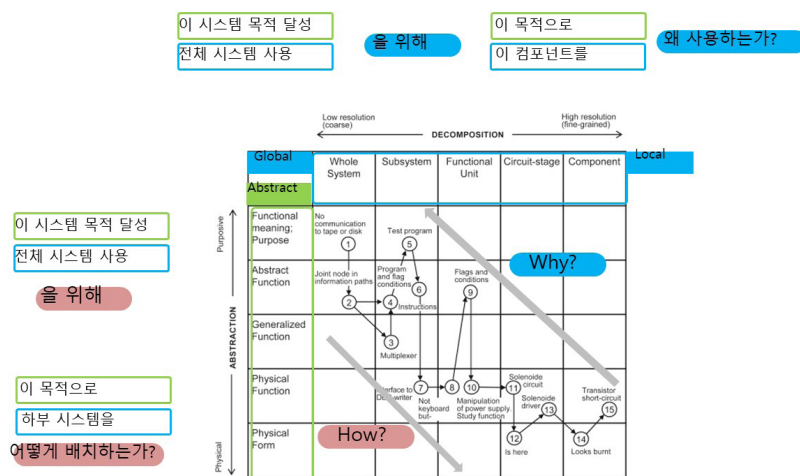 이 시스템 목적 달성
전체 시스템 사용
을 위해
이 목적으로
이 컴포넌트를
왜 사용하는가?
Low resolution
(coarse)
High resolution
(fine-grained)
DECOMPOSITION
Global
Whole
System
Subsystem
Functional
Unit
Circuit-stage
Component
Local
Abstract
이 시스템 목적 달성
전체 시스템 사용
을 위해
이 목적으로
하부 시스템을
어떻게 배치하는가?
Purposive
ABSTRACTION
Physical
Functional
meaning;
Purpose
No
communication
to tape or disk
1
Test program
5
Why?
Abstract
Function
Joint node in
information paths
2
Program
and flag
conditions
4
6
Instructions
Flags and
conditions
9
Generalized
Function
3
Multiplexer
Physical
Function
7
Not
keyboard
but-
8
10
Manipulation
of power supply.
Study function
Solenoide
circuit
11
Solenoide
driver
13
Transistor
short-circuit
15
Physical
Form
How?
12
Is here
14
Looks burnt